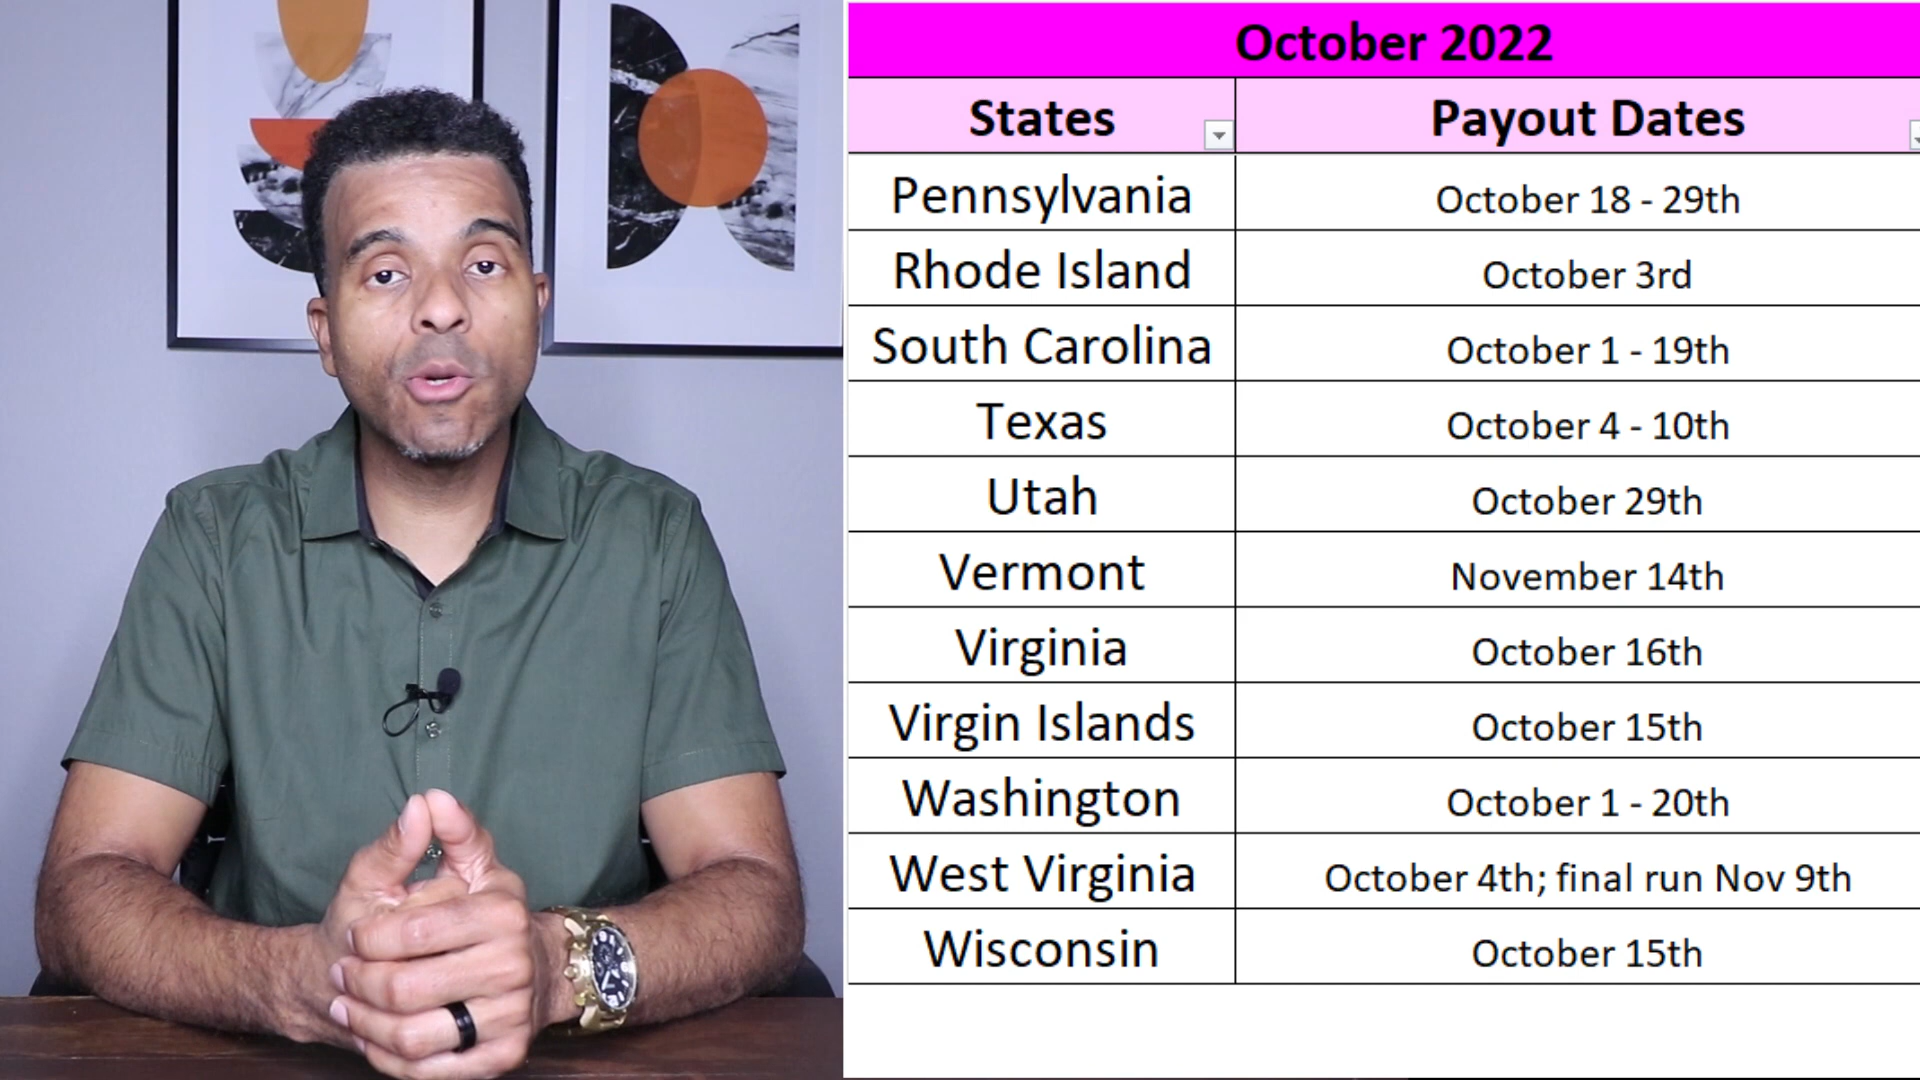 October 2022
States Payout Dates
Pennsylvania October 18 - 29th
Rhode Island October 3rd
South Carolina October 1 - 19th
Texas October 4 - 10th
Utah October 29th
Vermont November 14th
Virginia October 16th
Virgin Islands October 15th
Washington October 1 - 20th
West Virginia October 4th; final run Nov 9th
Wisconsin October 15th